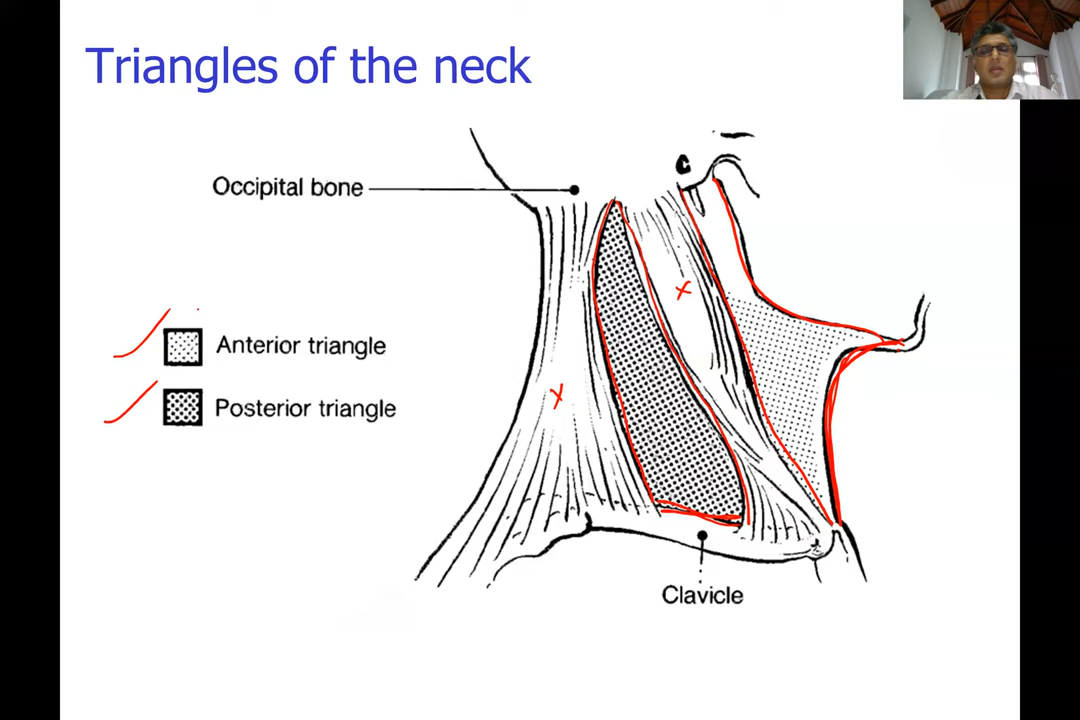 Triangles of the neck
Occipital bone
Anterior triangle
Posterior triangle
Clavicle